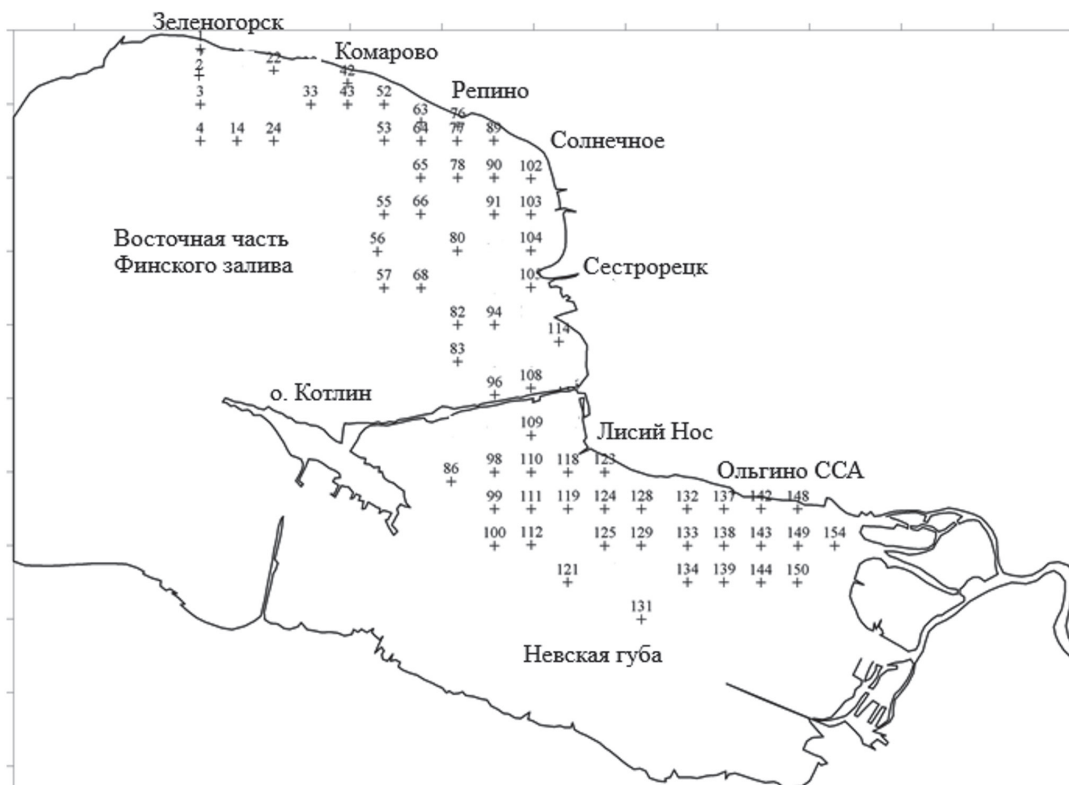 Зеленогорск
Комарово
2 22 42
Репино
3 33 43 52
63 76
4 14 24 53 64 77 89
Солнечное
65 78 90 102
55 66 91 103
Восточная часть
Финского залива
56 80 104
Сестрорецк
57 68 105
82 94
114
83
96 108
о. Котлин
109
Лисий Нос
86 98 110 118 123
Ольгино ССА
99 111 119 124 128 132 137 142 148
100 112 125 129 133 138 143 149 154
121 134 139 144 150
131
Невская губа